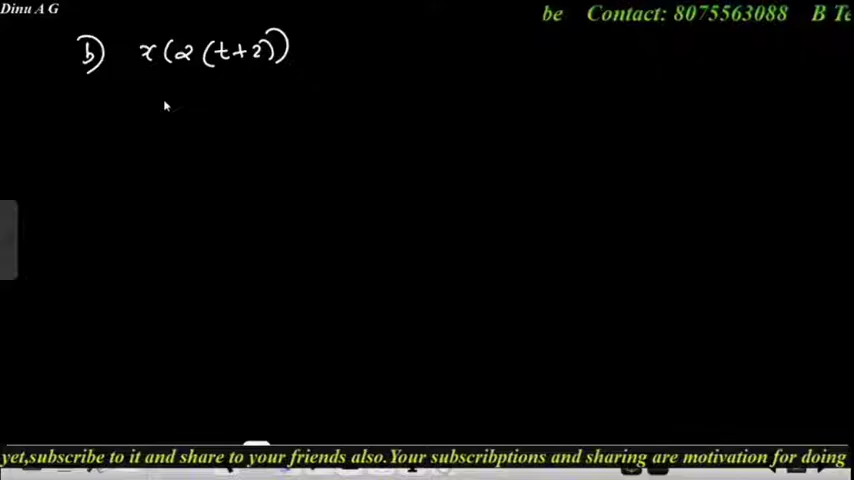 Dinu A G
be Contact: 8075563088 B Te
b) x(2(t+2))
yet,subscribe to it and share to your friends also.Your subscribptions and sharing are motivation for doing